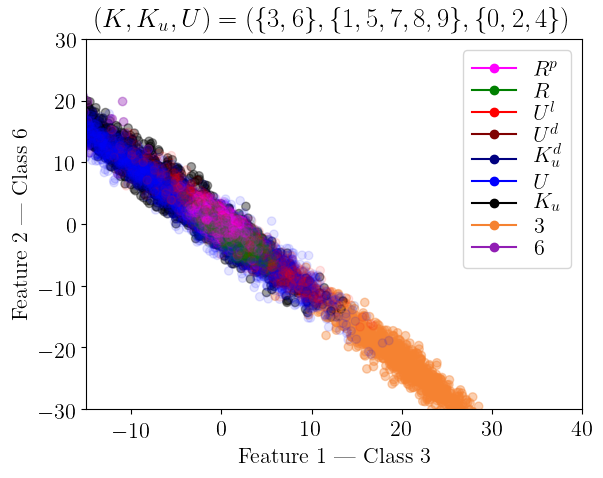 (K, K_u, U) = ({3, 6}, {1, 5, 7, 8, 9}, {0, 2, 4})
30
20
10
0
−10
−20
−30
Feature 2 — Class 6
R^p
R
U^l
U^d
K_u^d
U
K_u
3
6
−10
0
10
20
30
40
Feature 1 — Class 3